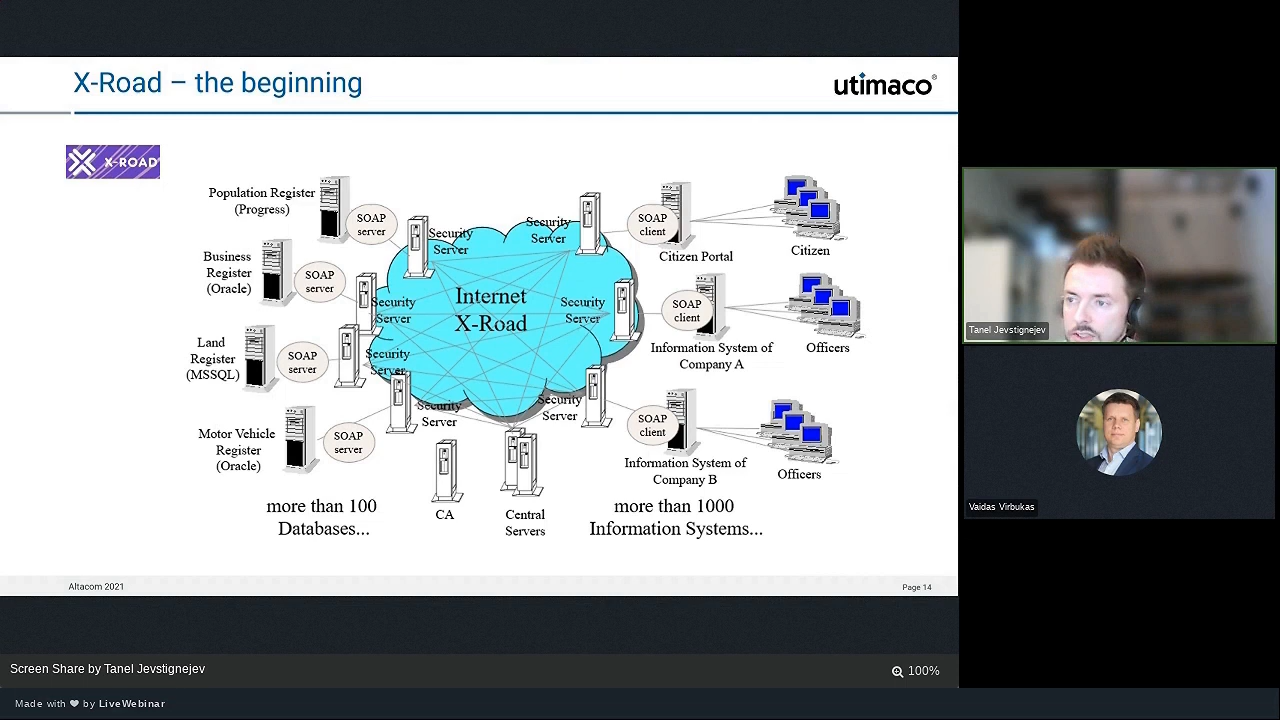 X-Road – the beginning
utimaco®
X-ROAD
Population Register
(Progress)
SOAP
server
Security
Server
Security
Server
SOAP
client
Citizen Portal
Citizen
Business
Register
(Oracle)
SOAP
server
Security
Server
Internet
X-Road
Security
Server
SOAP
client
Information System of
Company A
Officers
Land
Register
(MSSQL)
SOAP
server
Security
Server
Motor Vehicle
Register
(Oracle)
SOAP
server
Security
Server
Security
Server
SOAP
client
Information System of
Company B
Officers
more than 100
Databases...
CA
Central
Servers
more than 1000
Information Systems...
Altacom 2021
Page 14
Tanel Jevstignejev
Vaidas Virbukas
Screen Share by Tanel Jevstignejev
100%
Made with ❤ by LiveWebinar